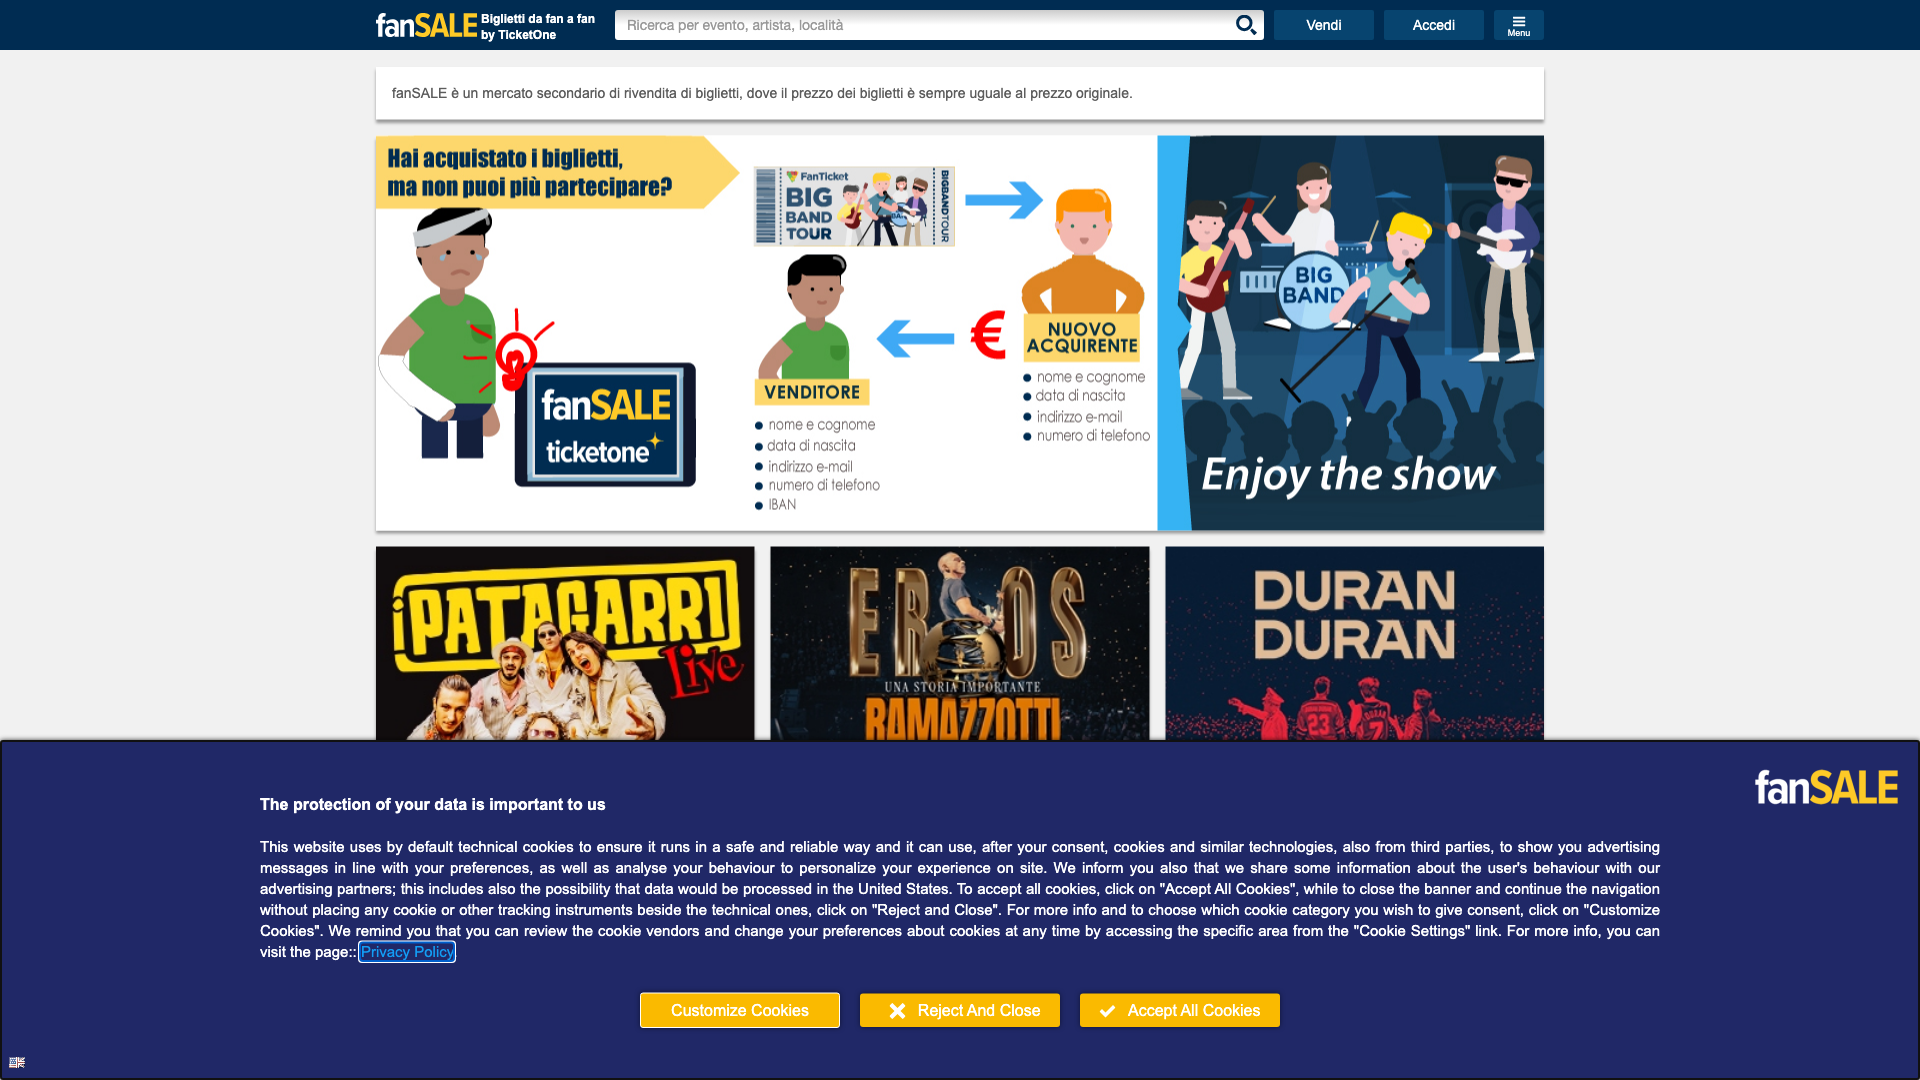 fanSALE Biglietti da fan a fan
by TicketOne
Ricerca per evento, artista, località
Vendi
Accedi
Menu
fanSALE è un mercato secondario di rivendita di biglietti, dove il prezzo dei biglietti è sempre uguale al prezzo originale.
Hai acquistato i biglietti,
ma non puoi più partecipare?
fanSALE
ticketone
FanTicket
BIG
BAND
TOUR
BIGBANDTOUR
VENDITORE
nome e cognome
data di nascita
indirizzo e-mail
numero di telefono
IBAN
€
NUOVO
ACQUIRENTE
nome e cognome
data di nascita
indirizzo e-mail
numero di telefono
BIG
BAND
Enjoy the show
i PATAGARRI
Live
EROS
UNA STORIA IMPORTANTE
RAMAZZOTTI
DURAN
DURAN
23
7
fanSALE
The protection of your data is important to us
This website uses by default technical cookies to ensure it runs in a safe and reliable way and it can use, after your consent, cookies and similar technologies, also from third parties, to show you advertising
messages in line with your preferences, as well as analyse your behaviour to personalize your experience on site. We inform you also that we share some information about the user's behaviour with our
advertising partners; this includes also the possibility that data would be processed in the United States. To accept all cookies, click on "Accept All Cookies", while to close the banner and continue the navigation
without placing any cookie or other tracking instruments beside the technical ones, click on "Reject and Close". For more info and to choose which cookie category you wish to give consent, click on "Customize
Cookies". We remind you that you can review the cookie vendors and change your preferences about cookies at any time by accessing the specific area from the "Cookie Settings" link. For more info, you can
visit the page:: Privacy Policy
Customize Cookies
Reject And Close
Accept All Cookies